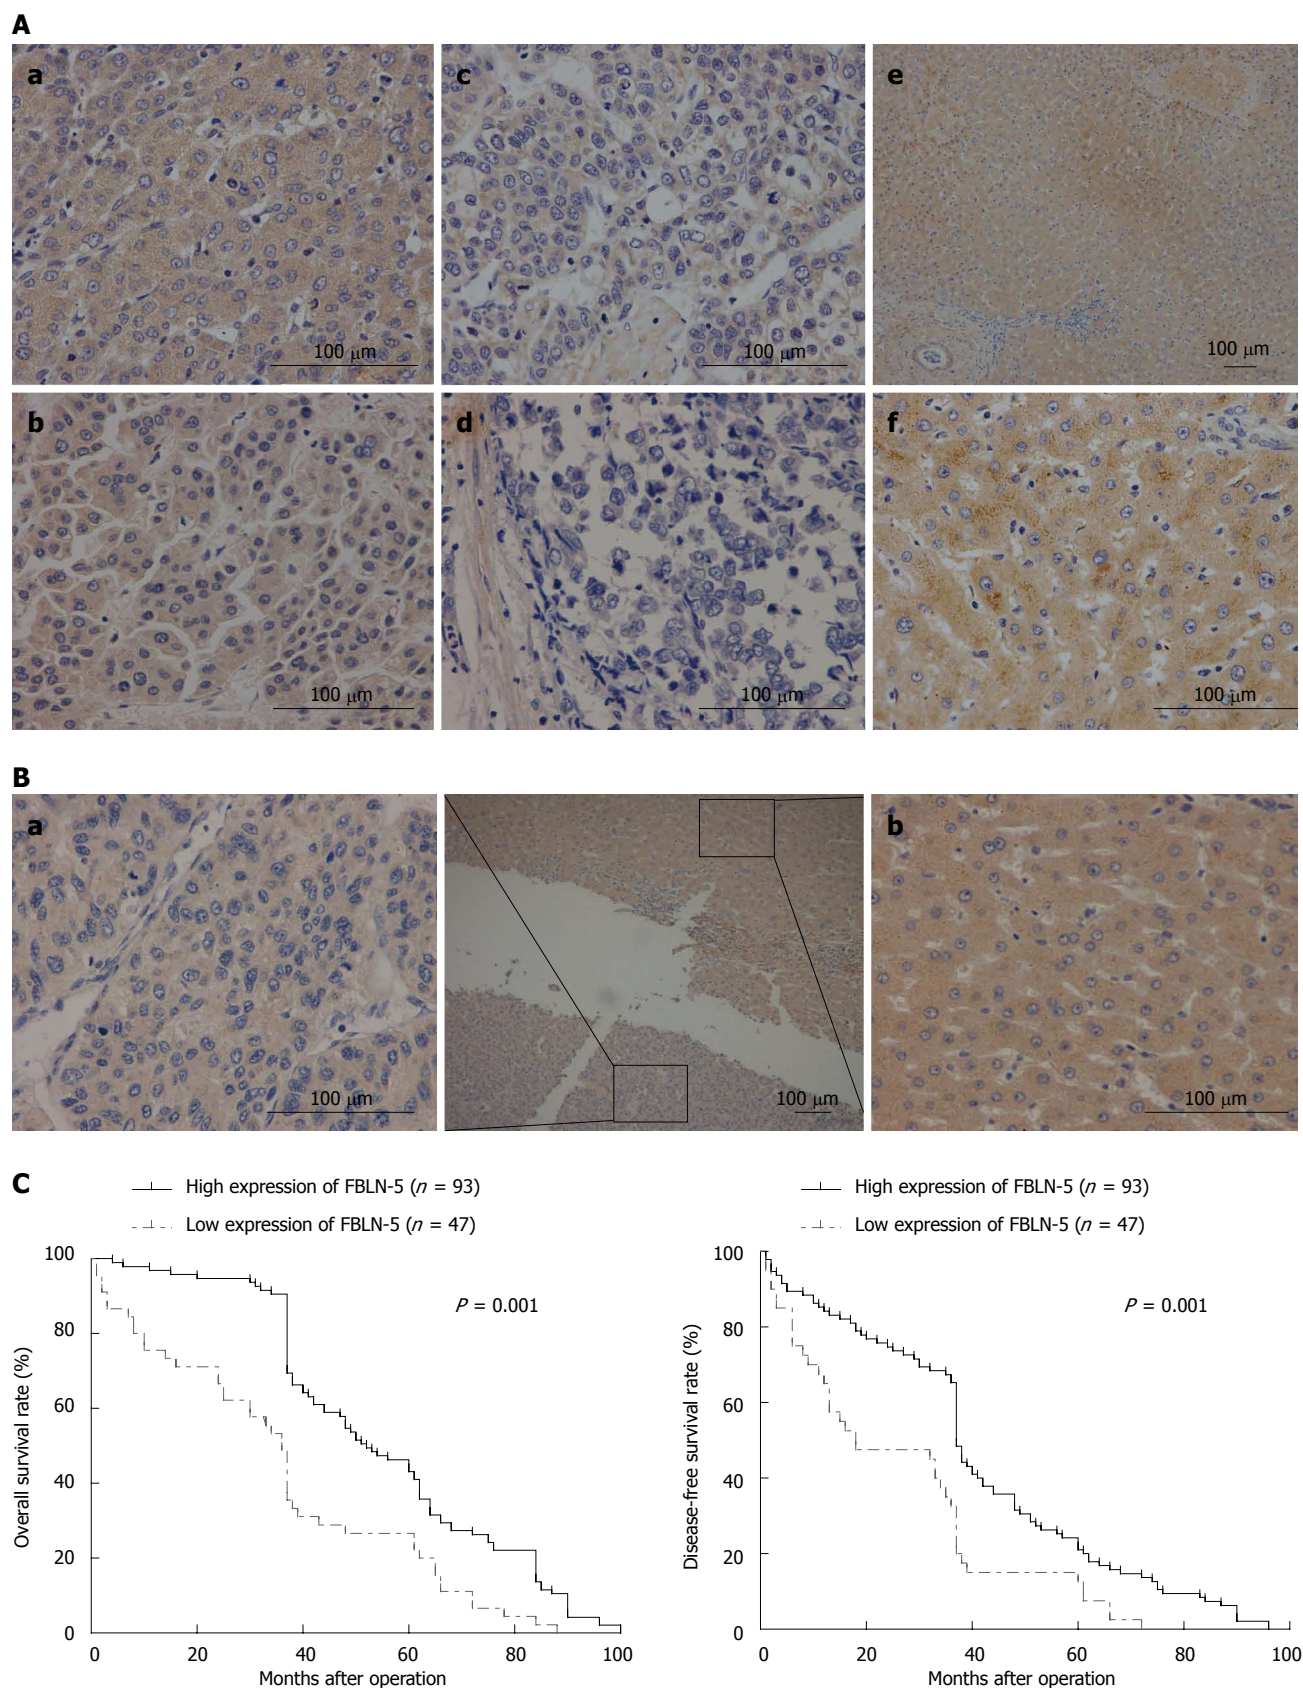 A
a
c
e
100 μm
100 μm
100 μm
b
d
f
100 μm
100 μm
100 μm
B
a
b
100 μm
100 μm
100 μm
C
High expression of FBLN-5 (n = 93)
Low expression of FBLN-5 (n = 47)
100
80
60
40
20
0
Overall survival rate (%)
P = 0.001
0 20 40 60 80 100
Months after operation
High expression of FBLN-5 (n = 93)
Low expression of FBLN-5 (n = 47)
100
80
60
40
20
0
Disease-free survival rate (%)
P = 0.001
0 20 40 60 80 100
Months after operation